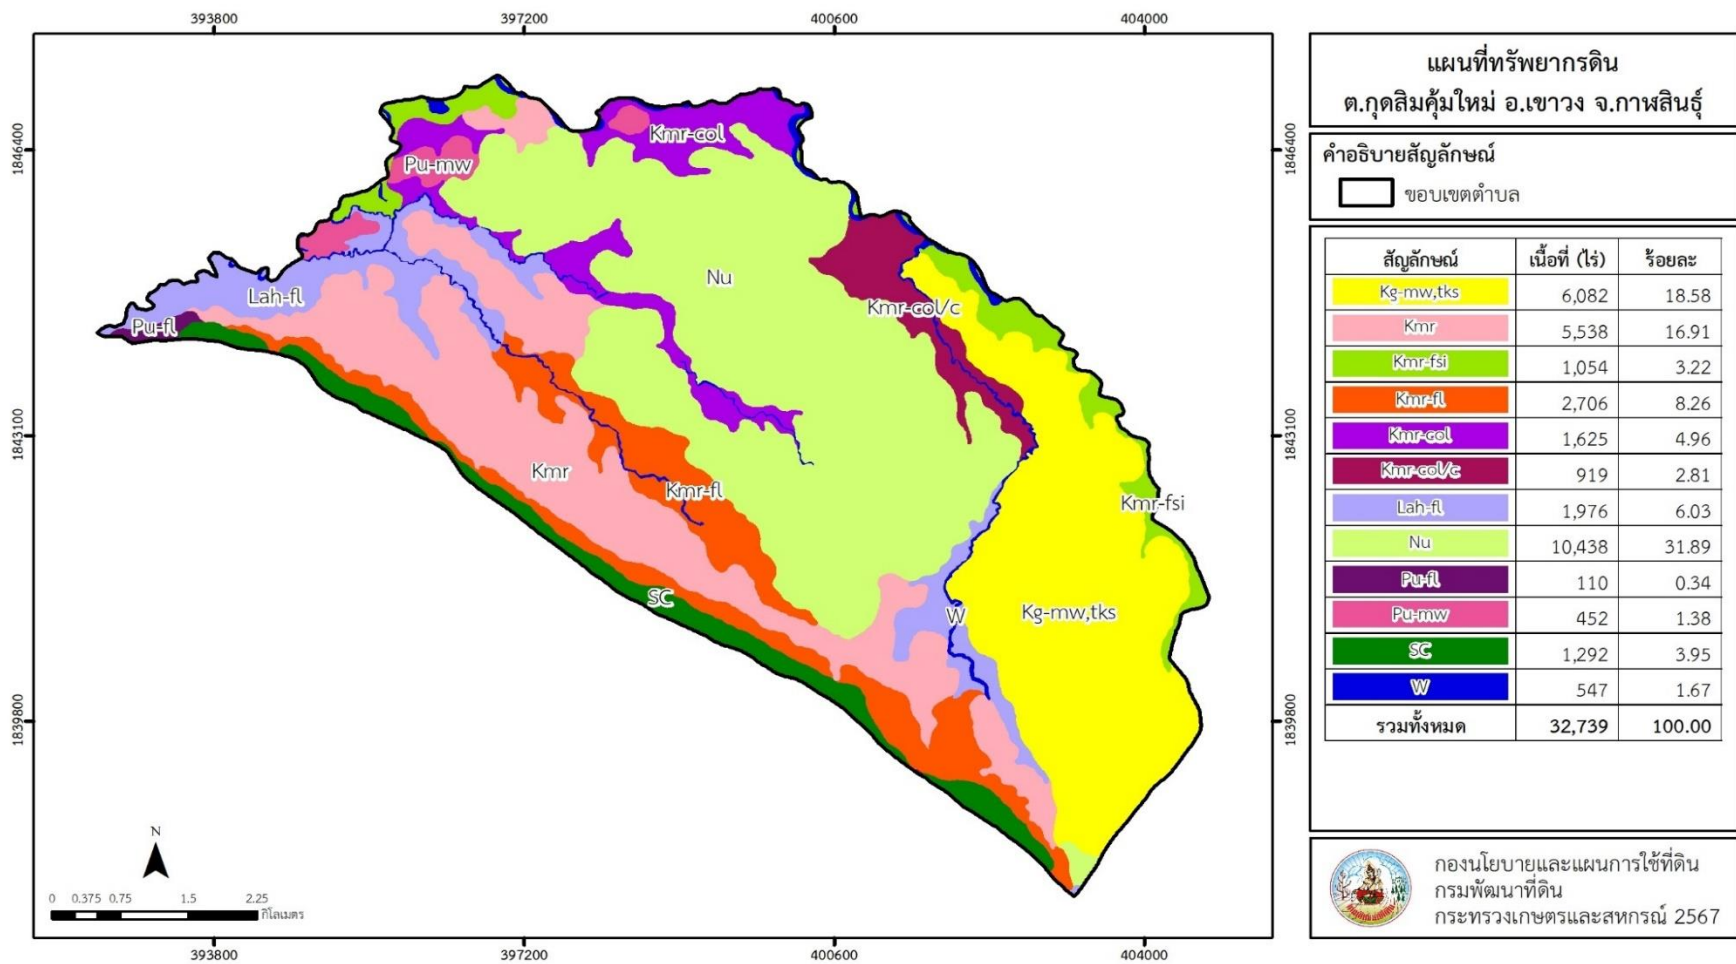 393800 397200 400600 404000
แผนที่ทรัพยากรดิน
ต.กุดสิมคุ้มใหม่ อ.เขาวง จ.กาฬสินธุ์
คำอธิบายสัญลักษณ์
ขอบเขตตำบล
สัญลักษณ์ เนื้อที่ (ไร่) ร้อยละ
Kg-mw,tks 6,082 18.58
Kmr 5,538 16.91
Kmr-fsi 1,054 3.22
Kmr-fl 2,706 8.26
Kmr-col 1,625 4.96
Kmr-col/c 919 2.81
Lah-fl 1,976 6.03
Nu 10,438 31.89
Pu-fl 110 0.34
Pu-mw 452 1.38
SC 1,292 3.95
W 547 1.67
รวมทั้งหมด 32,739 100.00
กองนโยบายและแผนการใช้ที่ดิน
กรมพัฒนาที่ดิน
กระทรวงเกษตรและสหกรณ์ 2567
1846400 1846400
Kmr-col
Pu-mw
Nu
Lah-fl
Kmr-col/c
Pu-fl
1843100 1843100
Kmr
Kmr-fl
Kmr-fsi
SC
W
Kg-mw,tks
1839800 1839800
N
0 0.375 0.75 1.5 2.25
กิโลเมตร
393800 397200 400600 404000